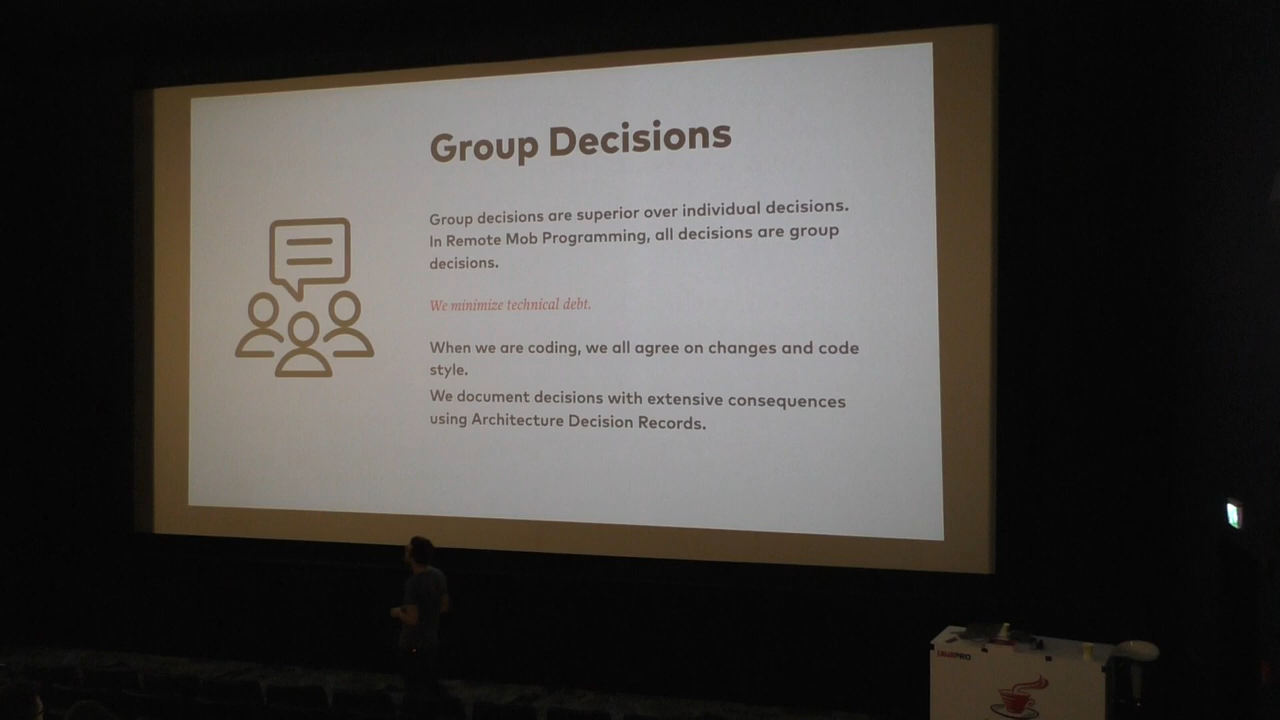 Group Decisions
Group decisions are superior over individual decisions.
In Remote Mob Programming, all decisions are group
decisions.
We minimize technical debt.
When we are coding, we all agree on changes and code
style.
We document decisions with extensive consequences
using Architecture Decision Records.